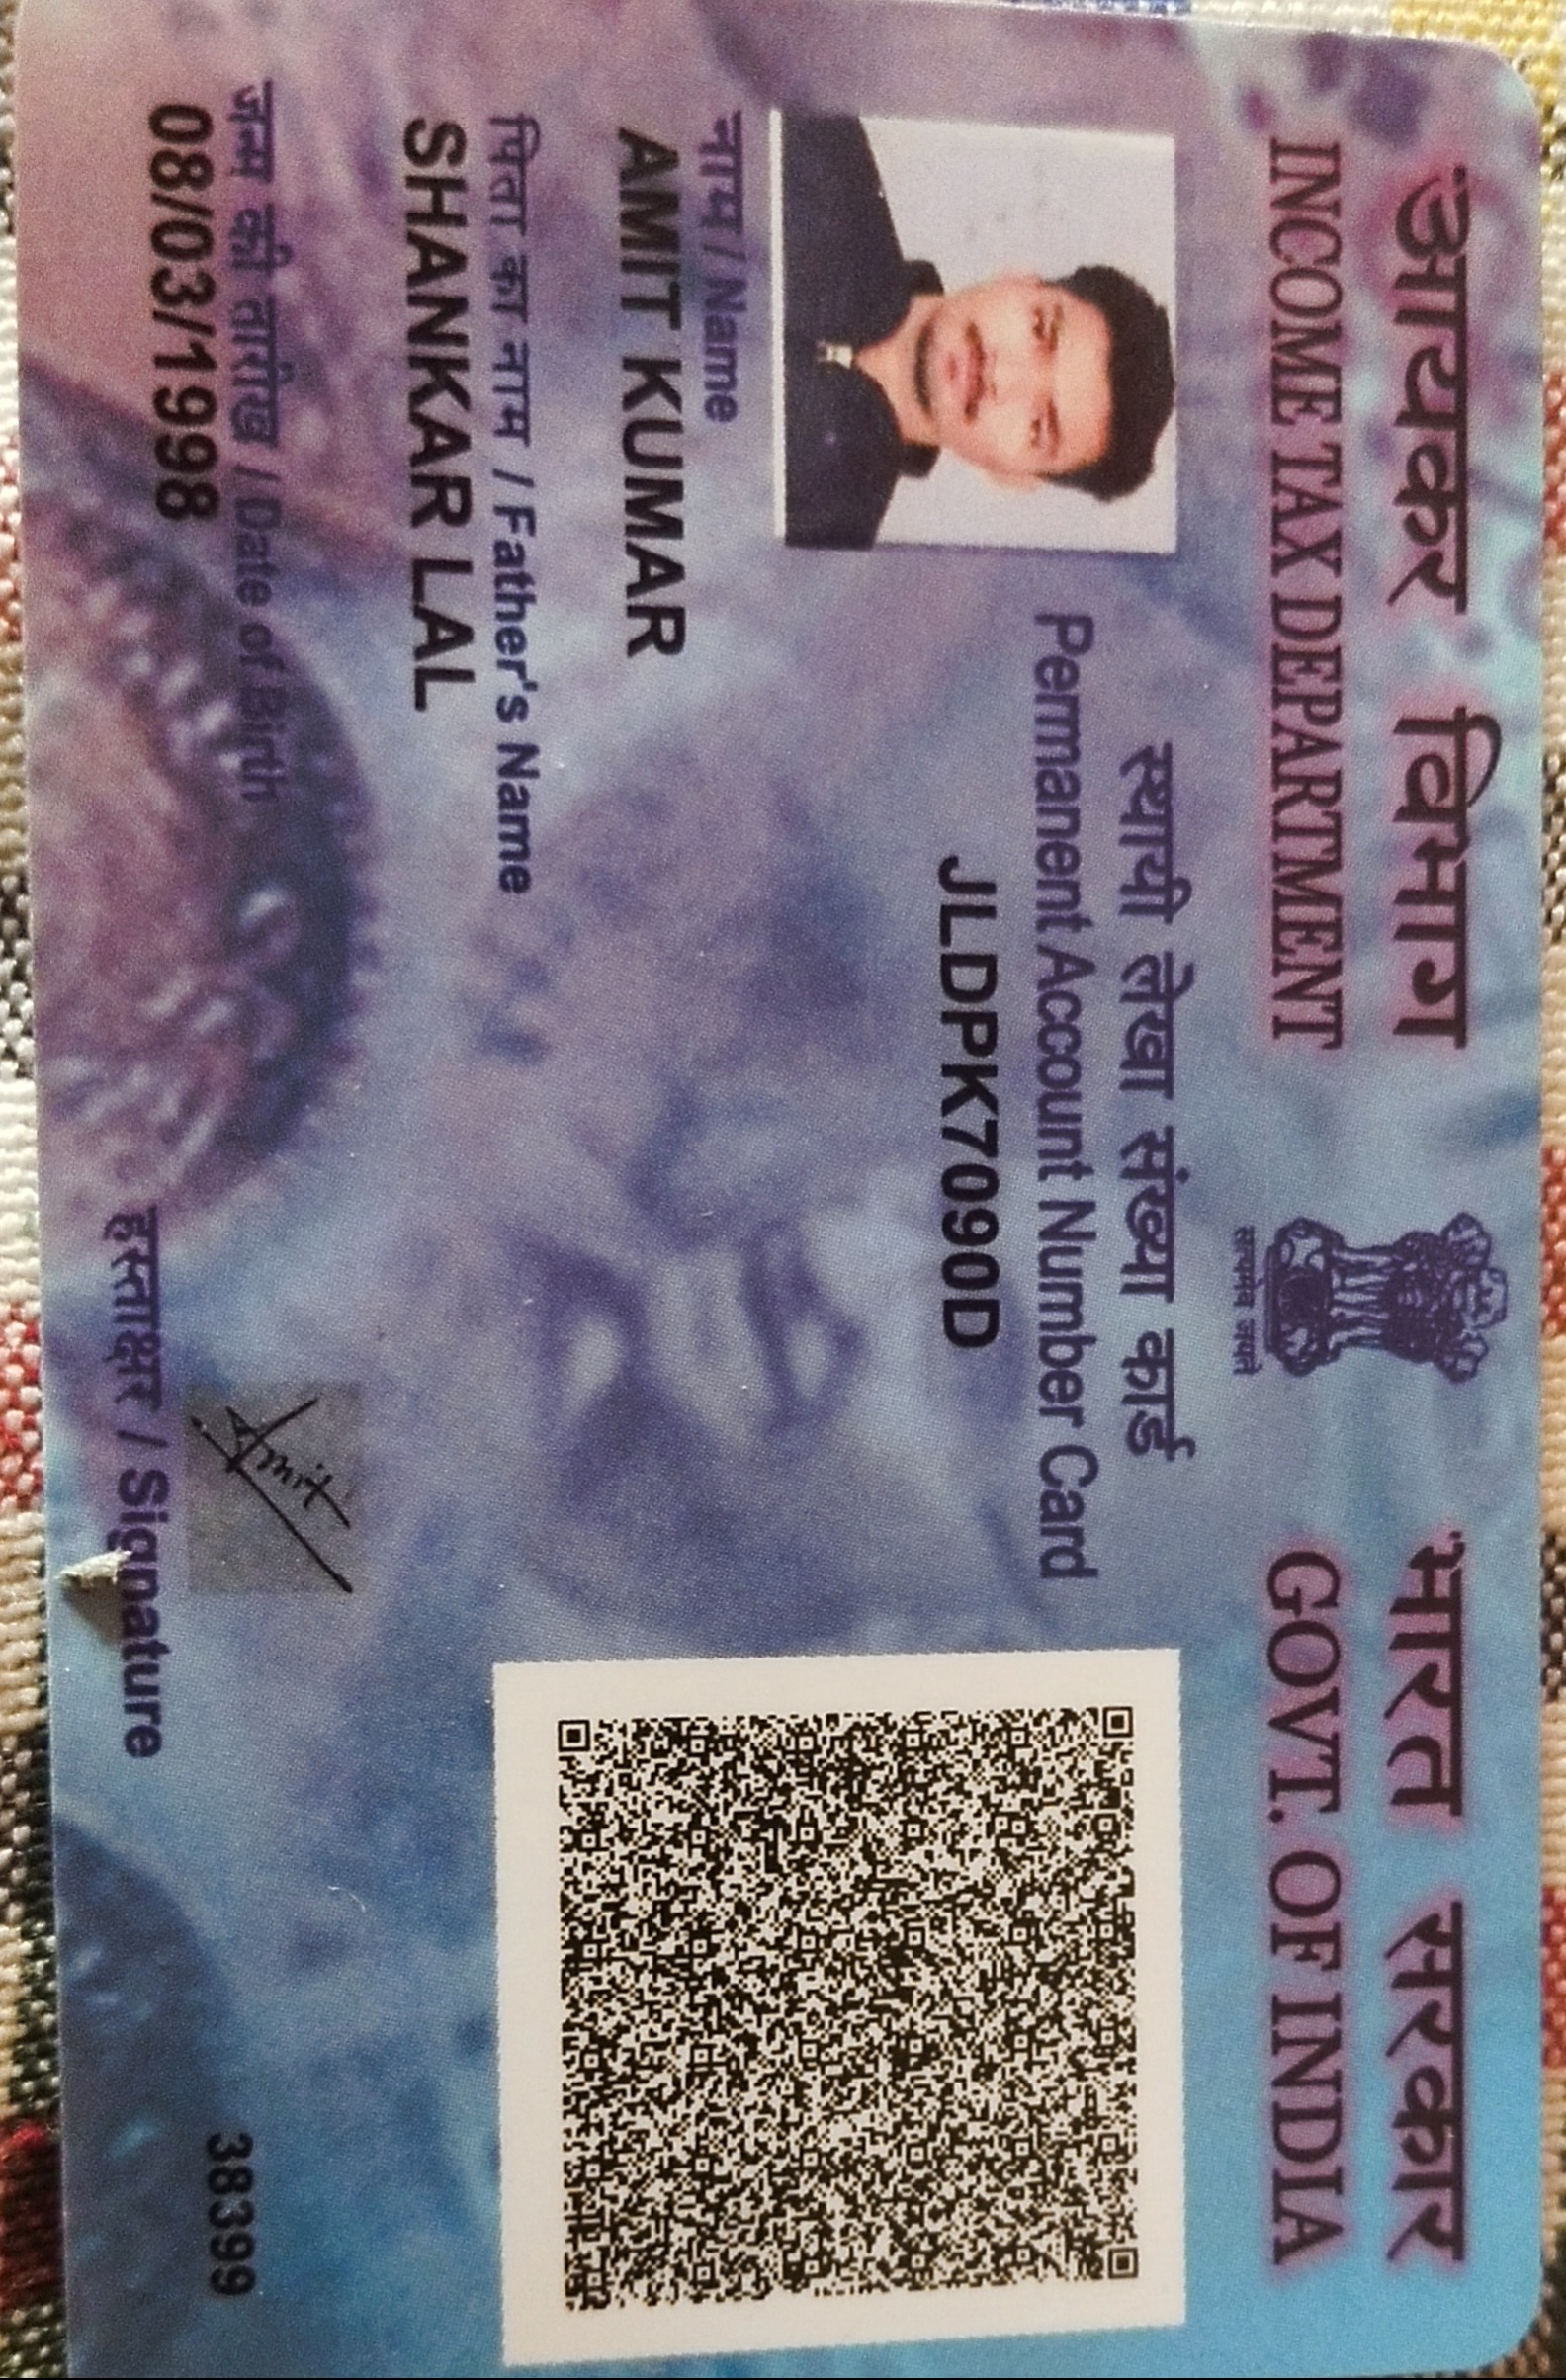 आयकर विभाग
INCOME TAX DEPARTMENT
सत्यमेव जयते
भारत सरकार
GOVT. OF INDIA
स्थायी लेखा संख्या कार्ड
Permanent Account Number Card
JLDPK7090D
नाम / Name
AMIT KUMAR
पिता का नाम / Father's Name
SHANKAR LAL
जन्म की तारीख / Date of Birth
08/03/1998
Amit
हस्ताक्षर / Signature
38399